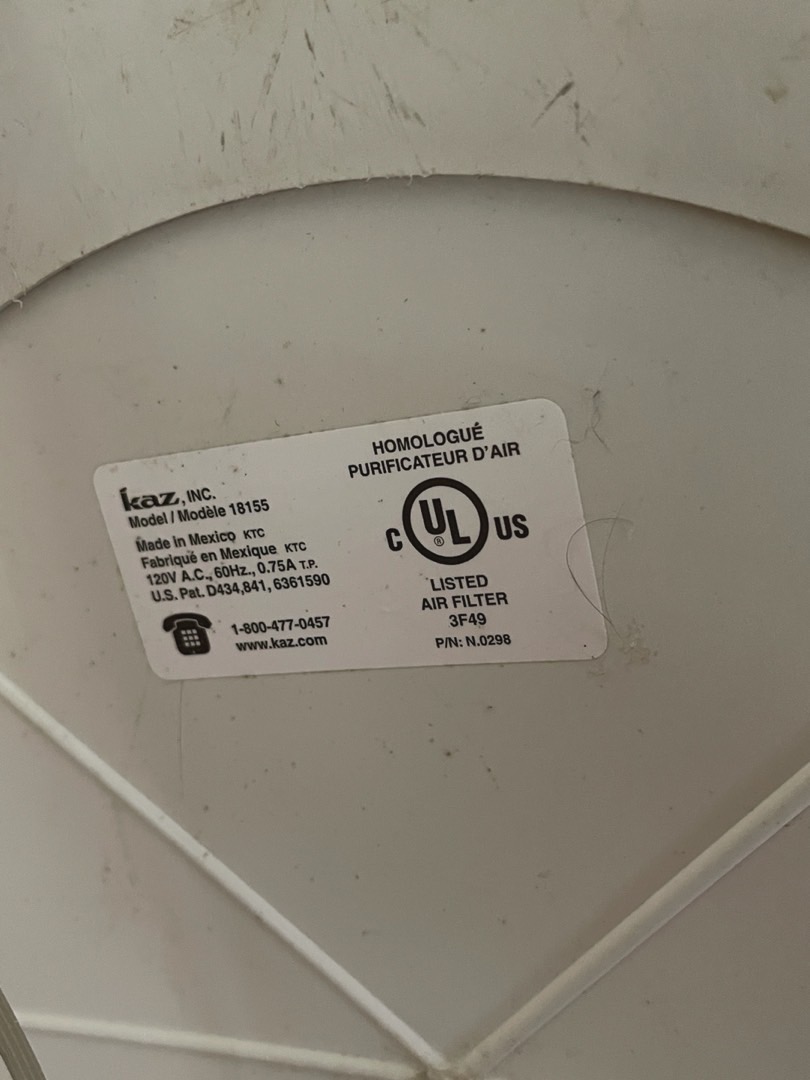 kaz, INC.
Model / Modèle 18155
Made in Mexico KTC
Fabriqué en Mexique KTC
120V A.C., 60Hz., 0.75A T.P.
U.S. Pat. D434,841, 6361590
1-800-477-0457
www.kaz.com
HOMOLOGUÉ
PURIFICATEUR D'AIR
C UL ® US
LISTED
AIR FILTER
3F49
P/N: N.0298